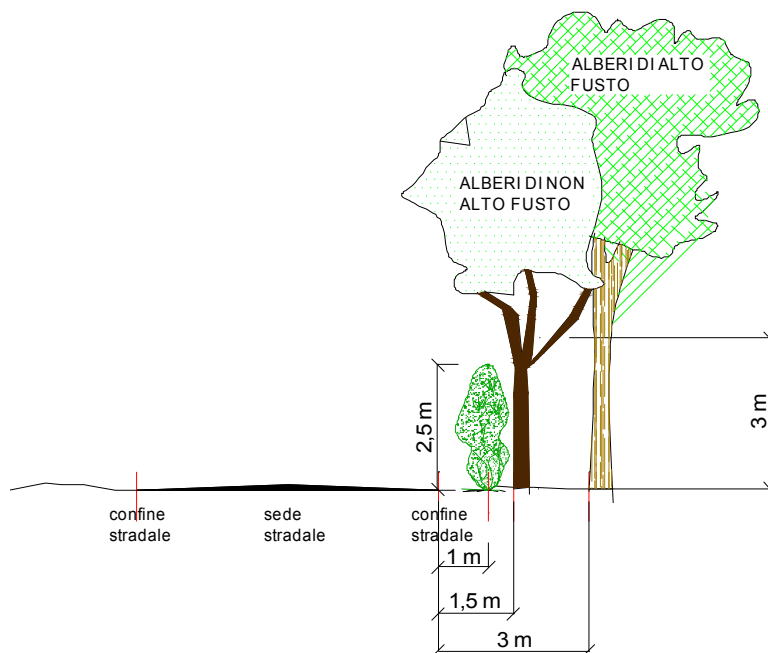 ALBERI DI ALTO
FUSTO
ALBERI DI NON
ALTO FUSTO
2,5 m
3 m
confine
stradale
sede
stradale
confine
stradale
1 m
1,5 m
3 m